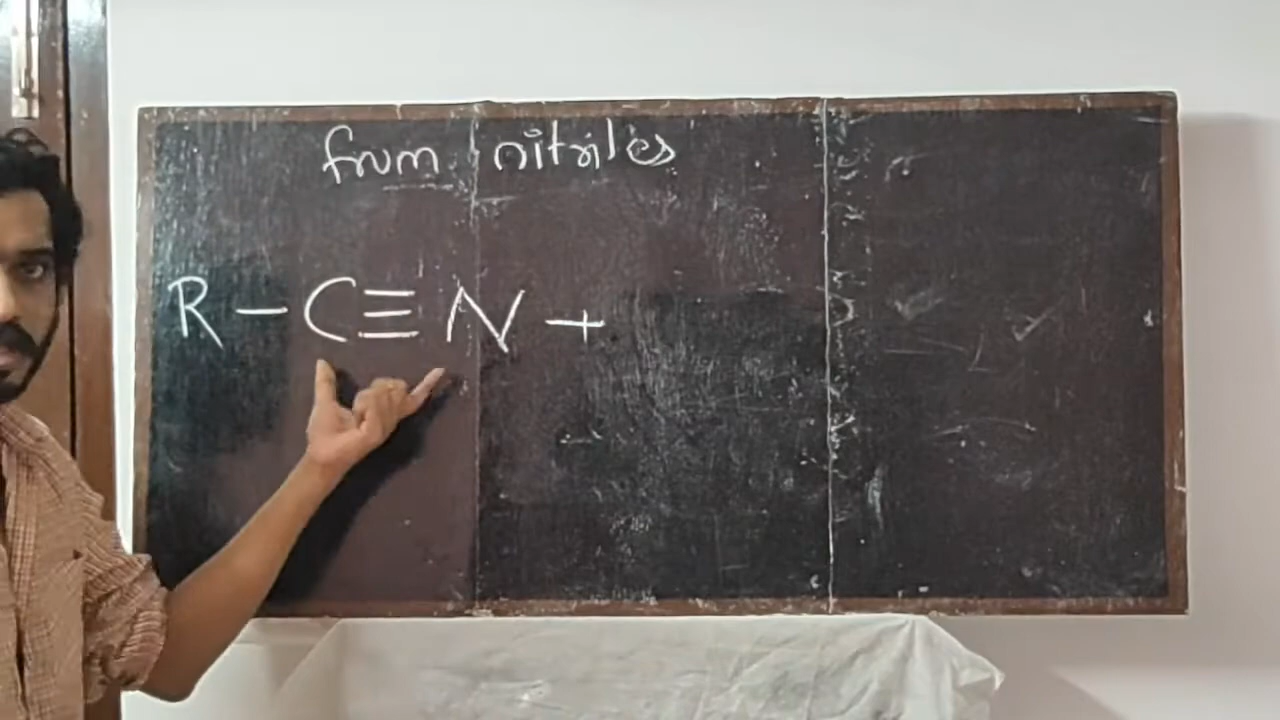 from nitriles
R-C≡N +